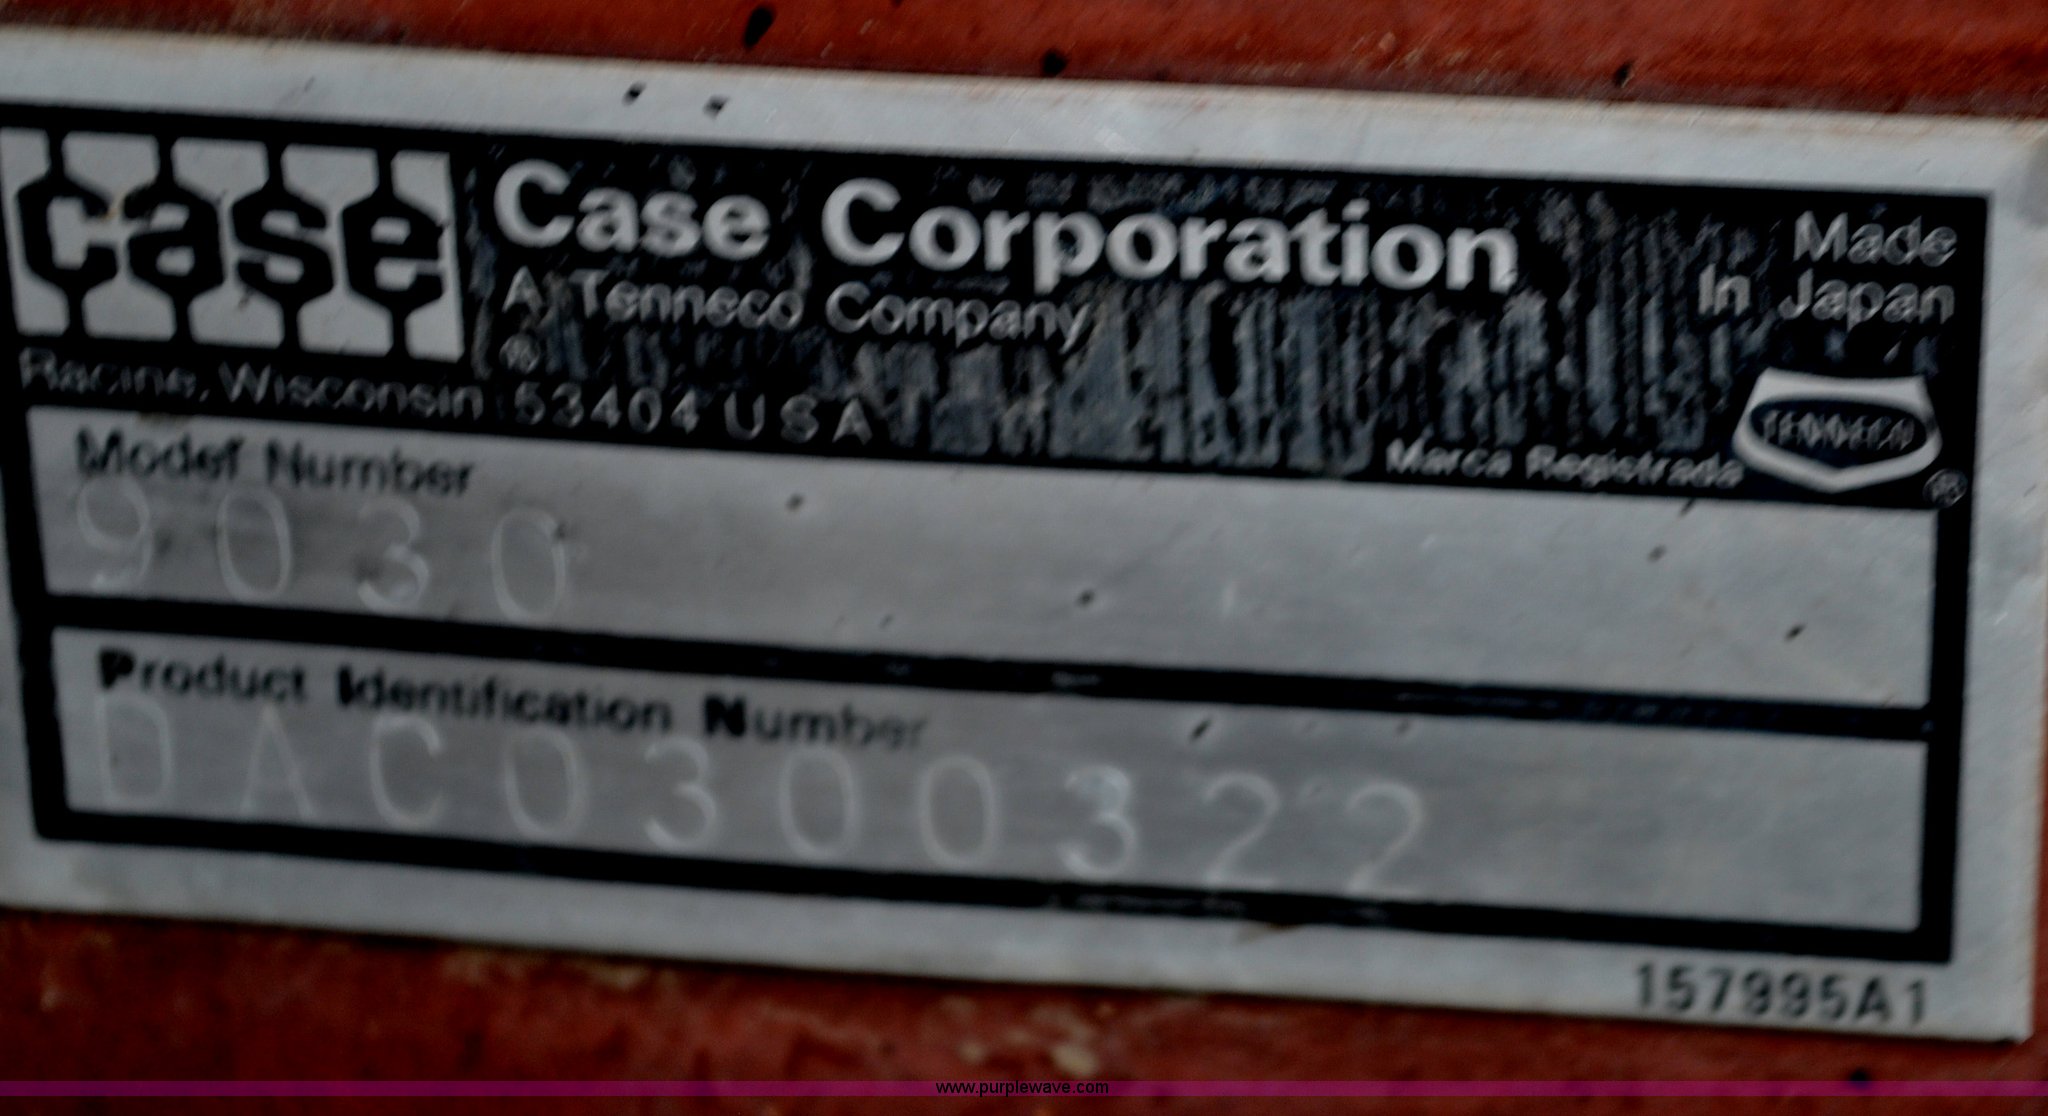 case
Case Corporation
A Tenneco Company
®
Racine, Wisconsin 53404 USA
Made
In Japan
TENNECO
Marca Registrada ®
Model Number
9030
Product Identification Number
DAC0300322
157995A1
www.purplewave.com